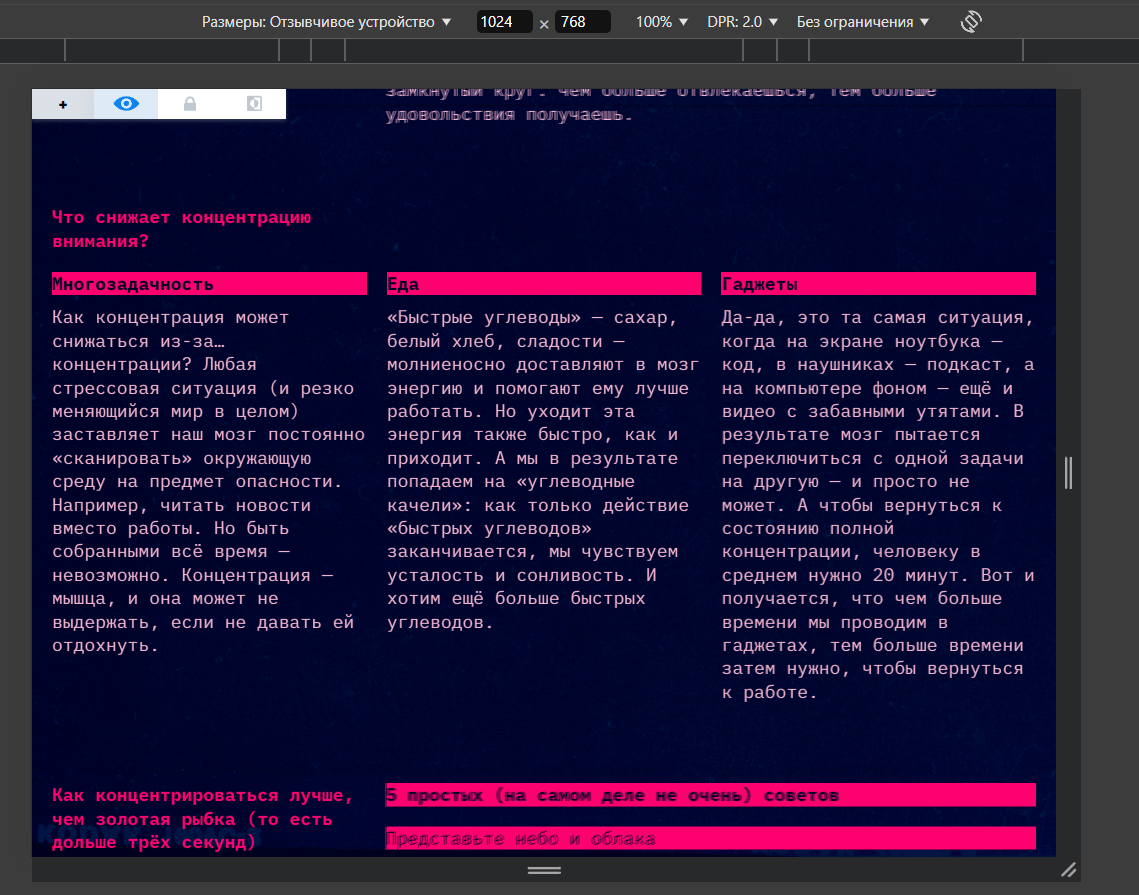 Размеры: Отзывчивое устройство ▼ 1024 × 768 100% ▼ DPR: 2.0 ▼ Без ограничения ▼
+
замкнутый круг: чем больше отвлекаешься, тем больше
удовольствия получаешь.
Что снижает концентрацию
внимания?
Многозадачность
Как концентрация может
снижаться из-за…
концентрации? Любая
стрессовая ситуация (и резко
меняющийся мир в целом)
заставляет наш мозг постоянно
«сканировать» окружающую
среду на предмет опасности.
Например, читать новости
вместо работы. Но быть
собранными всё время —
невозможно. Концентрация —
мышца, и она может не
выдержать, если не давать ей
отдохнуть.
Еда
«Быстрые углеводы» — сахар,
белый хлеб, сладости —
молниеносно доставляют в мозг
энергию и помогают ему лучше
работать. Но уходит эта
энергия также быстро, как и
приходит. А мы в результате
попадаем на «углеводные
качели»: как только действие
«быстрых углеводов»
заканчивается, мы чувствуем
усталость и сонливость. И
хотим ещё больше быстрых
углеводов.
Гаджеты
Да-да, это та самая ситуация,
когда на экране ноутбука —
код, в наушниках — подкаст, а
на компьютере фоном — ещё и
видео с забавными утятами. В
результате мозг пытается
переключиться с одной задачи
на другую — и просто не
может. А чтобы вернуться к
состоянию полной
концентрации, человеку в
среднем нужно 20 минут. Вот и
получается, что чем больше
времени мы проводим в
гаджетах, тем больше времени
затем нужно, чтобы вернуться
к работе.
Как концентрироваться лучше,
чем золотая рыбка (то есть
дольше трёх секунд)
5 простых (на самом деле не очень) советов
Представьте небо и облака